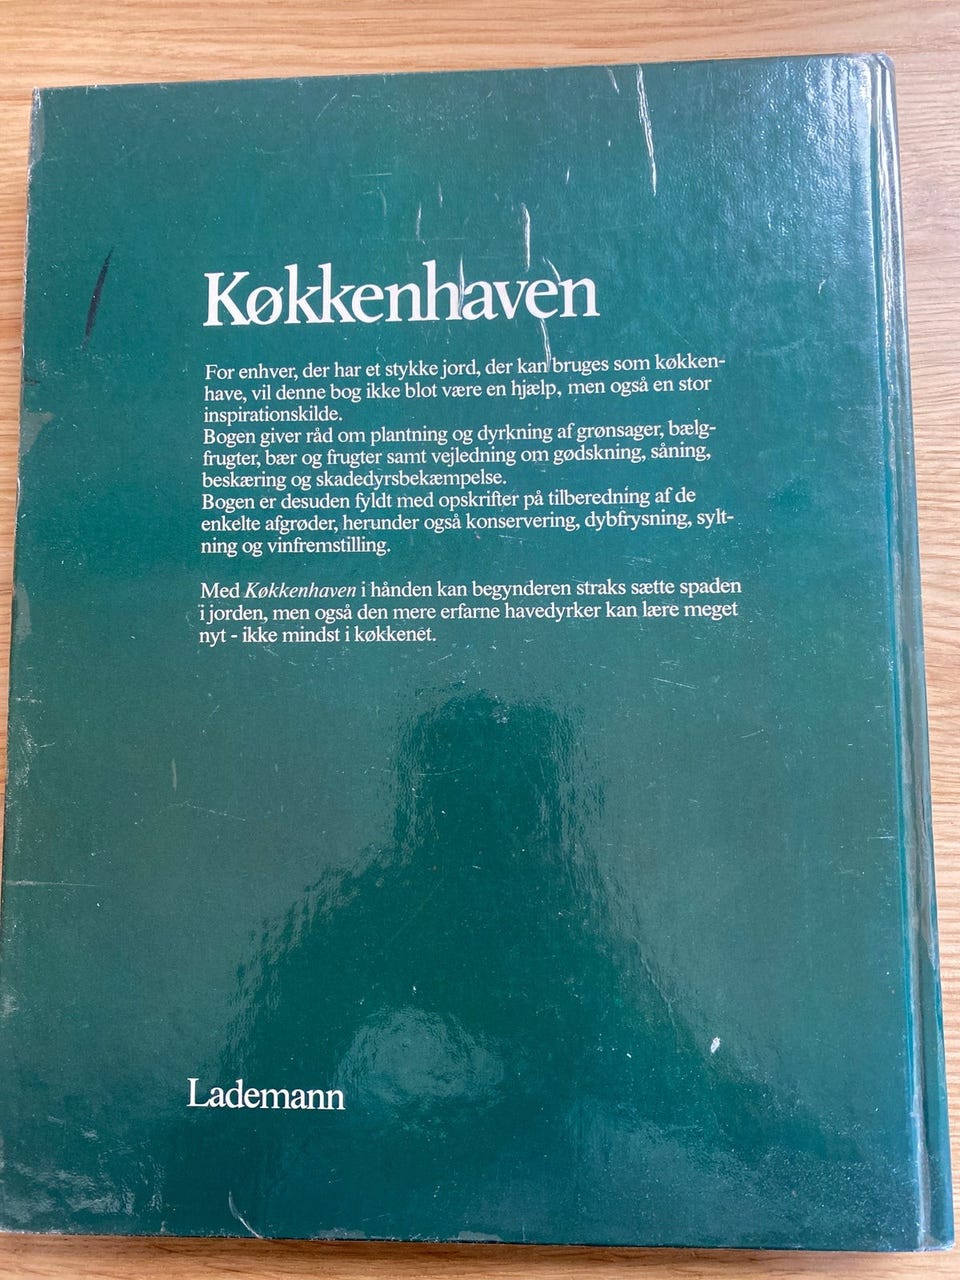 Køkkenhaven
For enhver, der har et stykke jord, der kan bruges som køkken-
have, vil denne bog ikke blot være en hjælp, men også en stor
inspirationskilde.
Bogen giver råd om plantning og dyrkning af grønsager, bælg-
frugter, bær og frugter samt vejledning om gødskning, såning,
beskæring og skadedyrsbekæmpelse.
Bogen er desuden fyldt med opskrifter på tilberedning af de
enkelte afgrøder, herunder også konservering, dybfrysning, sylt-
ning og vinfremstilling.
Med Køkkenhaven i hånden kan begynderen straks sætte spaden
i jorden, men også den mere erfarne havedyrker kan lære meget
nyt - ikke mindst i køkkenet.
Lademann